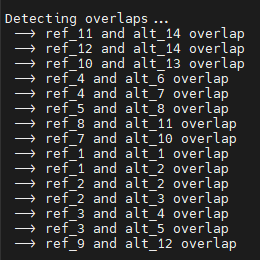 Detecting overlaps...
—> ref_11 and alt_14 overlap
—> ref_12 and alt_14 overlap
—> ref_10 and alt_13 overlap
—> ref_4 and alt_6 overlap
—> ref_4 and alt_7 overlap
—> ref_5 and alt_8 overlap
—> ref_8 and alt_11 overlap
—> ref_7 and alt_10 overlap
—> ref_1 and alt_1 overlap
—> ref_1 and alt_2 overlap
—> ref_2 and alt_2 overlap
—> ref_2 and alt_3 overlap
—> ref_3 and alt_4 overlap
—> ref_3 and alt_5 overlap
—> ref_9 and alt_12 overlap